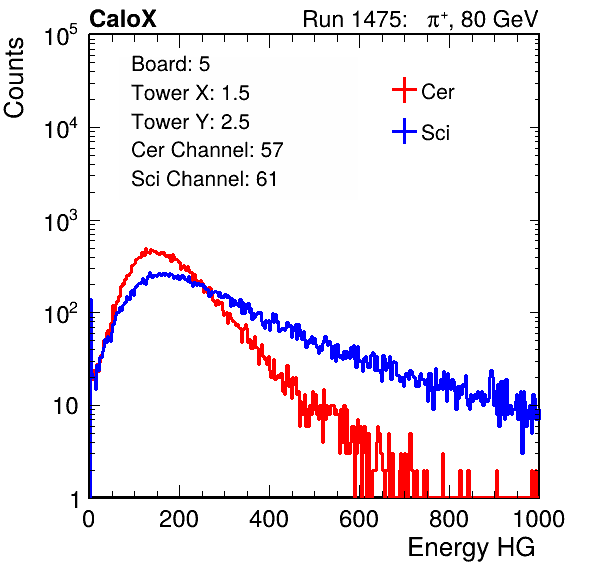 CaloX Run 1475: π⁺, 80 GeV
Counts
10⁵
10⁴
10³
10²
10
1
Board: 5
Tower X: 1.5
Tower Y: 2.5
Cer Channel: 57
Sci Channel: 61
Cer
Sci
0 200 400 600 800 1000
Energy HG